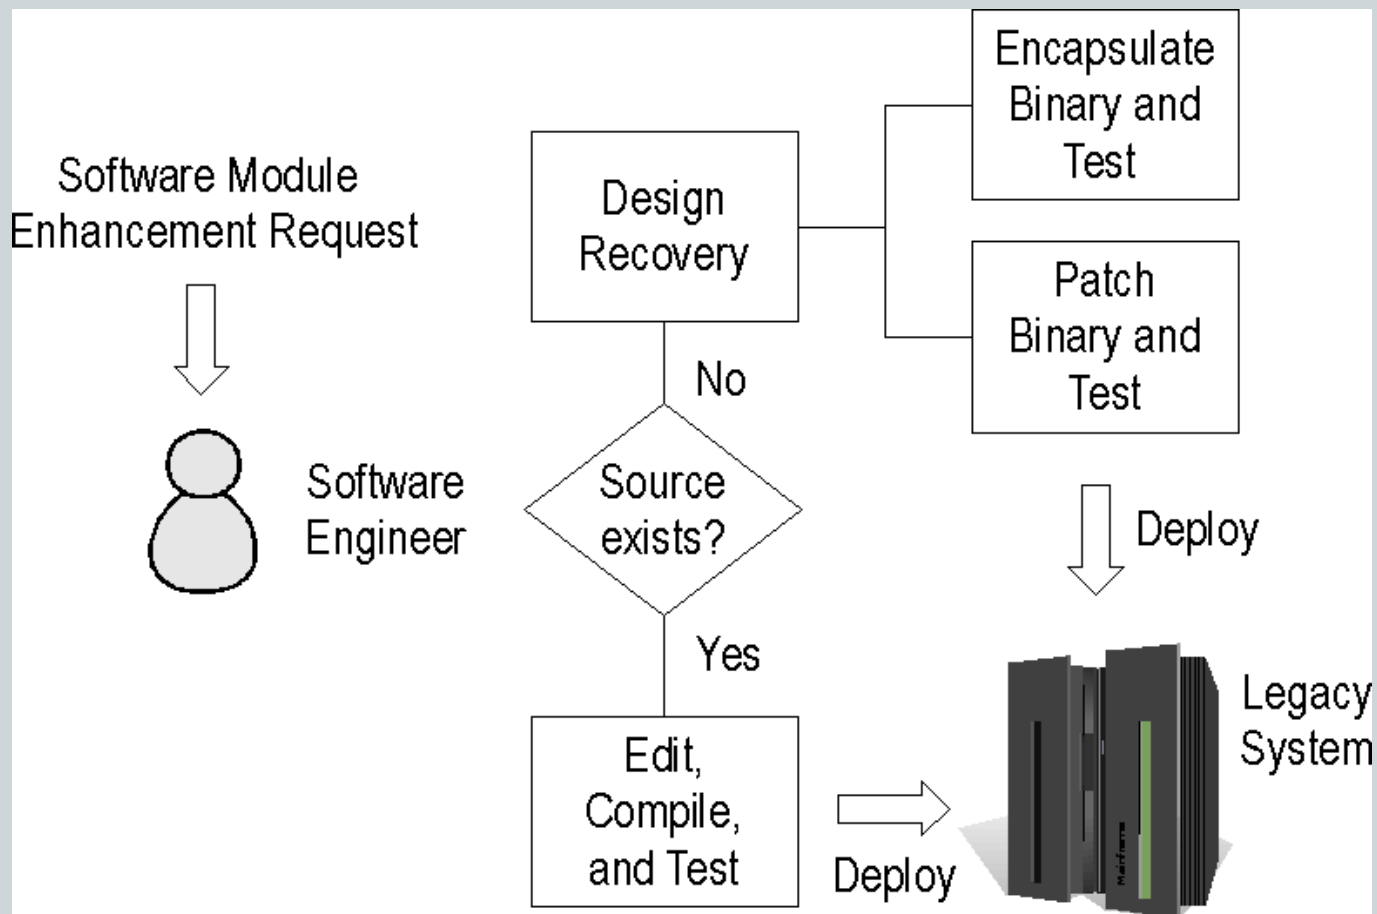 Software Module
Enhancement Request
Software
Engineer
Design
Recovery
No
Source
exists?
Yes
Edit,
Compile,
and Test
Deploy
Encapsulate
Binary and
Test
Patch
Binary and
Test
Deploy
Legacy
System
Mainframe